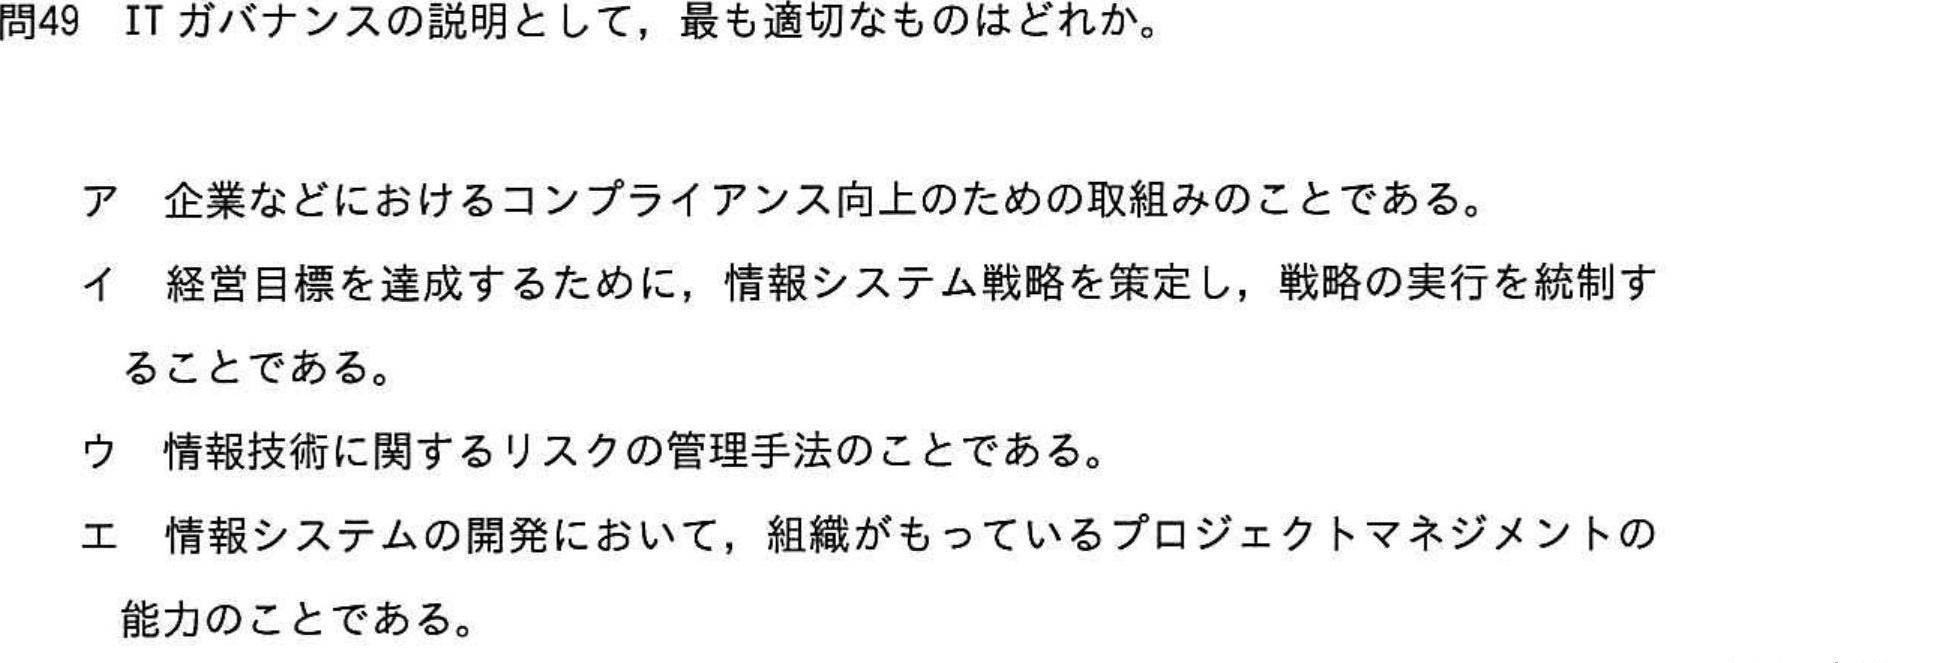 問49 ITガバナンスの説明として，最も適切なものはどれか。
ア 企業などにおけるコンプライアンス向上のための取組みのことである。
イ 経営目標を達成するために，情報システム戦略を策定し，戦略の実行を統制す
ることである。
ウ 情報技術に関するリスクの管理手法のことである。
エ 情報システムの開発において，組織がもっているプロジェクトマネジメントの
能力のことである。